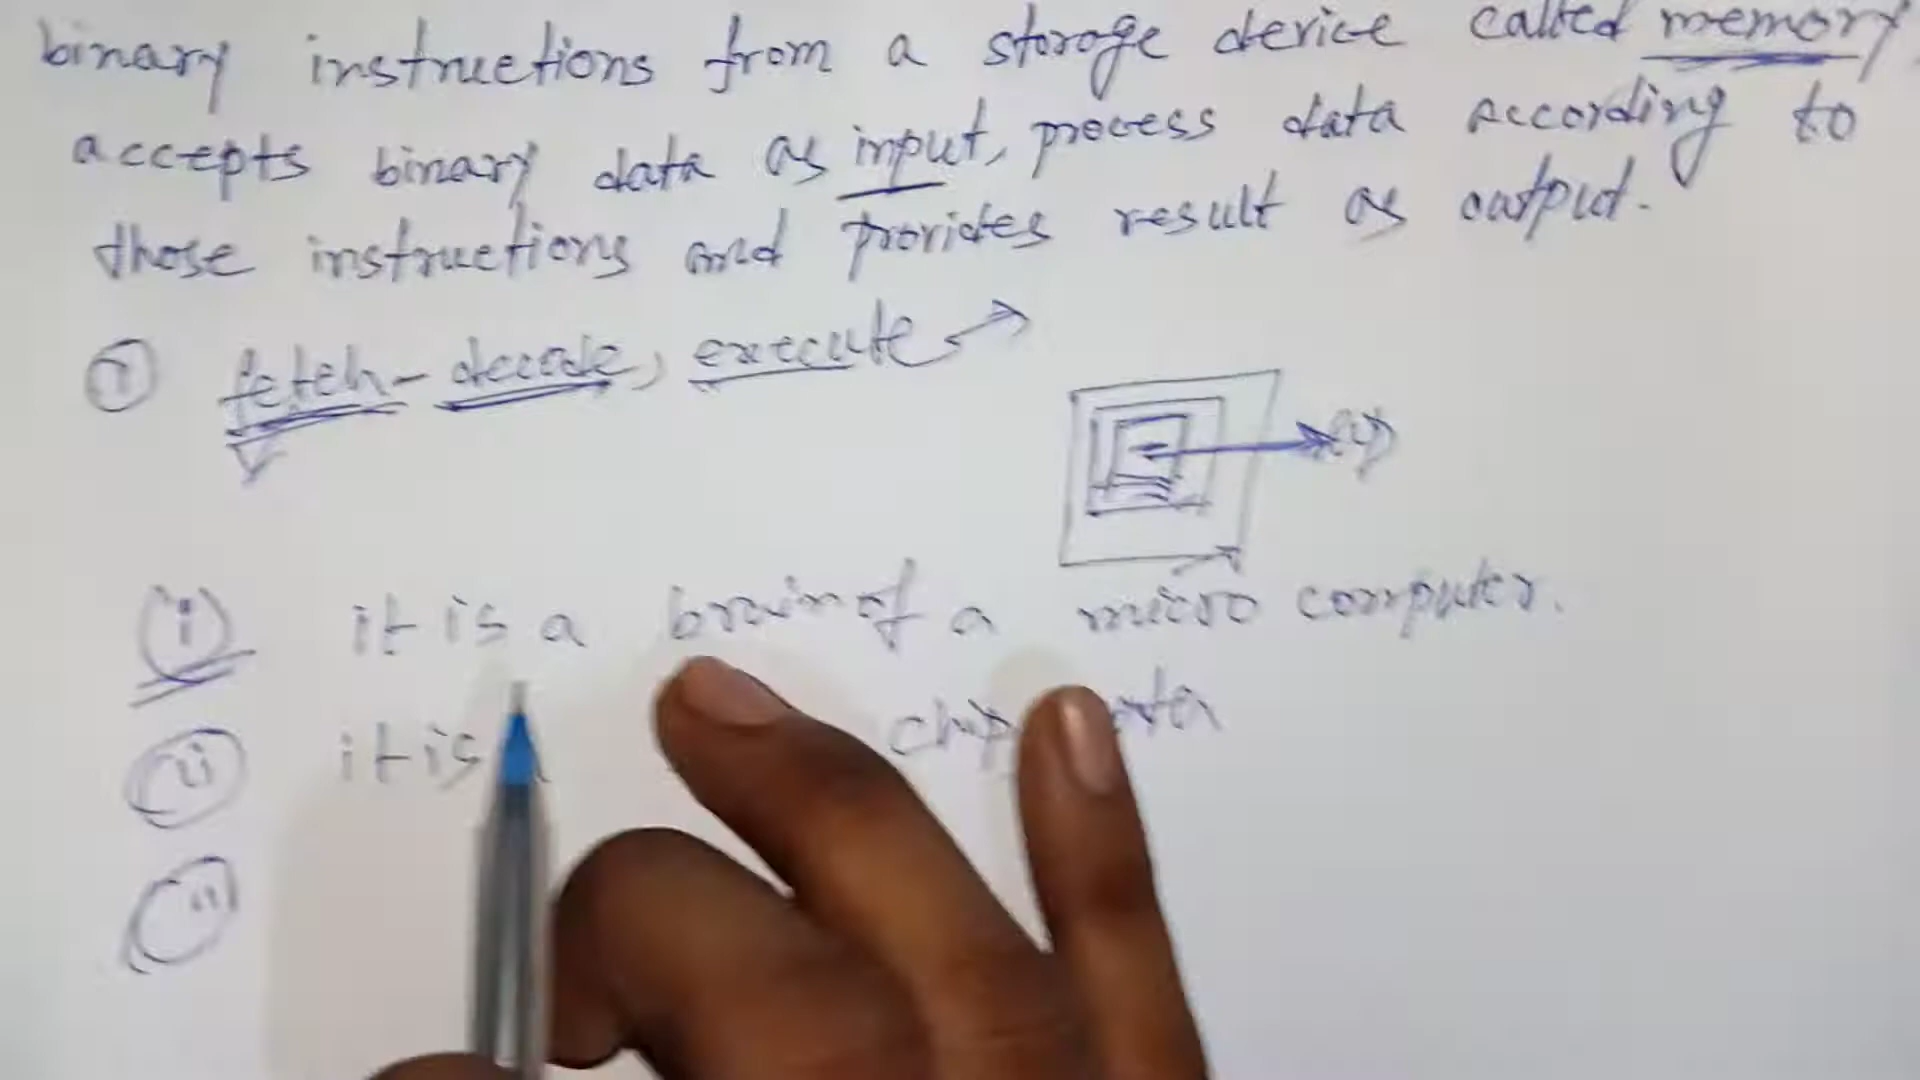 binary instructions from a storage device called memory
accepts binary data as input, process data according to
those instructions and provides result as output.
fetch - decode, execute
i it is a brain of a micro computer.
ii it is chip